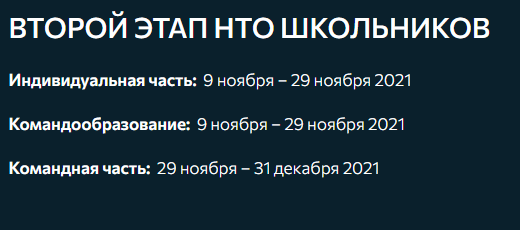 ВТОРОЙ ЭТАП НТО ШКОЛЬНИКОВ
Индивидуальная часть: 9 ноября – 29 ноября 2021
Командообразование: 9 ноября – 29 ноября 2021
Командная часть: 29 ноября – 31 декабря 2021